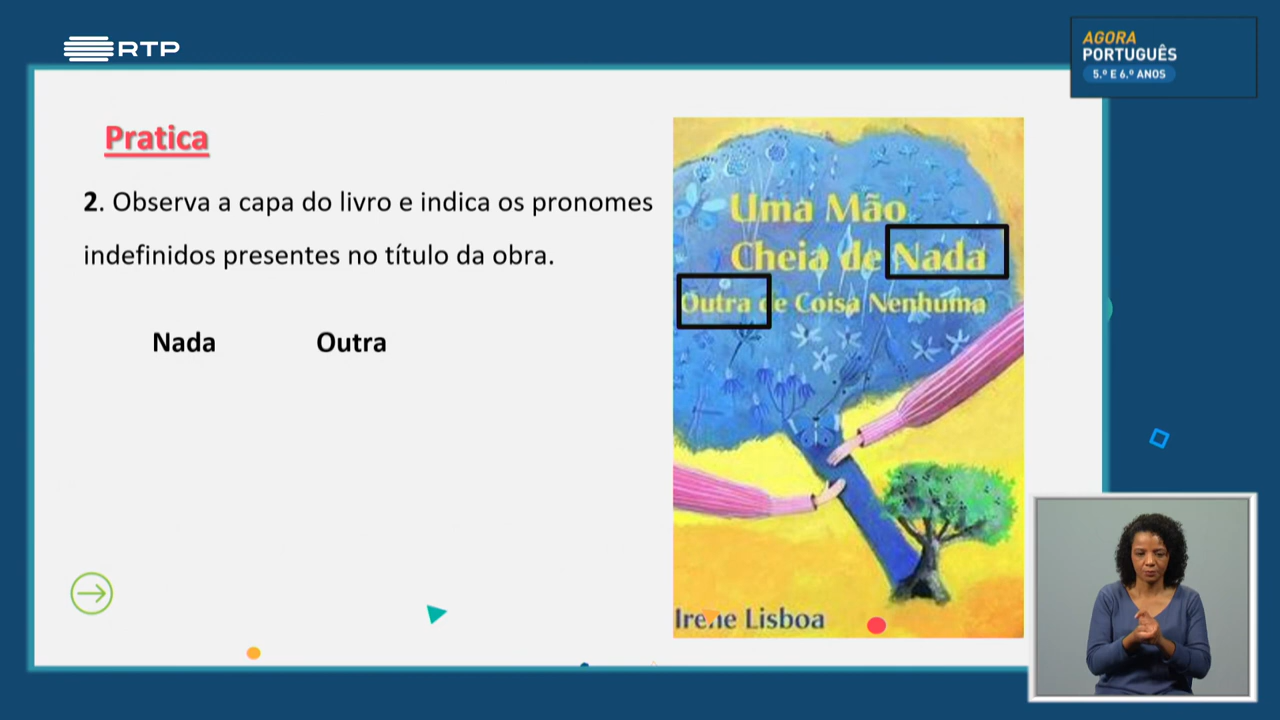 RTP
AGORA
PORTUGUÊS
5.º E 6.º ANOS
Pratica
2. Observa a capa do livro e indica os pronomes
indefinidos presentes no título da obra.
Nada Outra
Uma Mão
Cheia de Nada
Outra de Coisa Nenhuma
Irene Lisboa